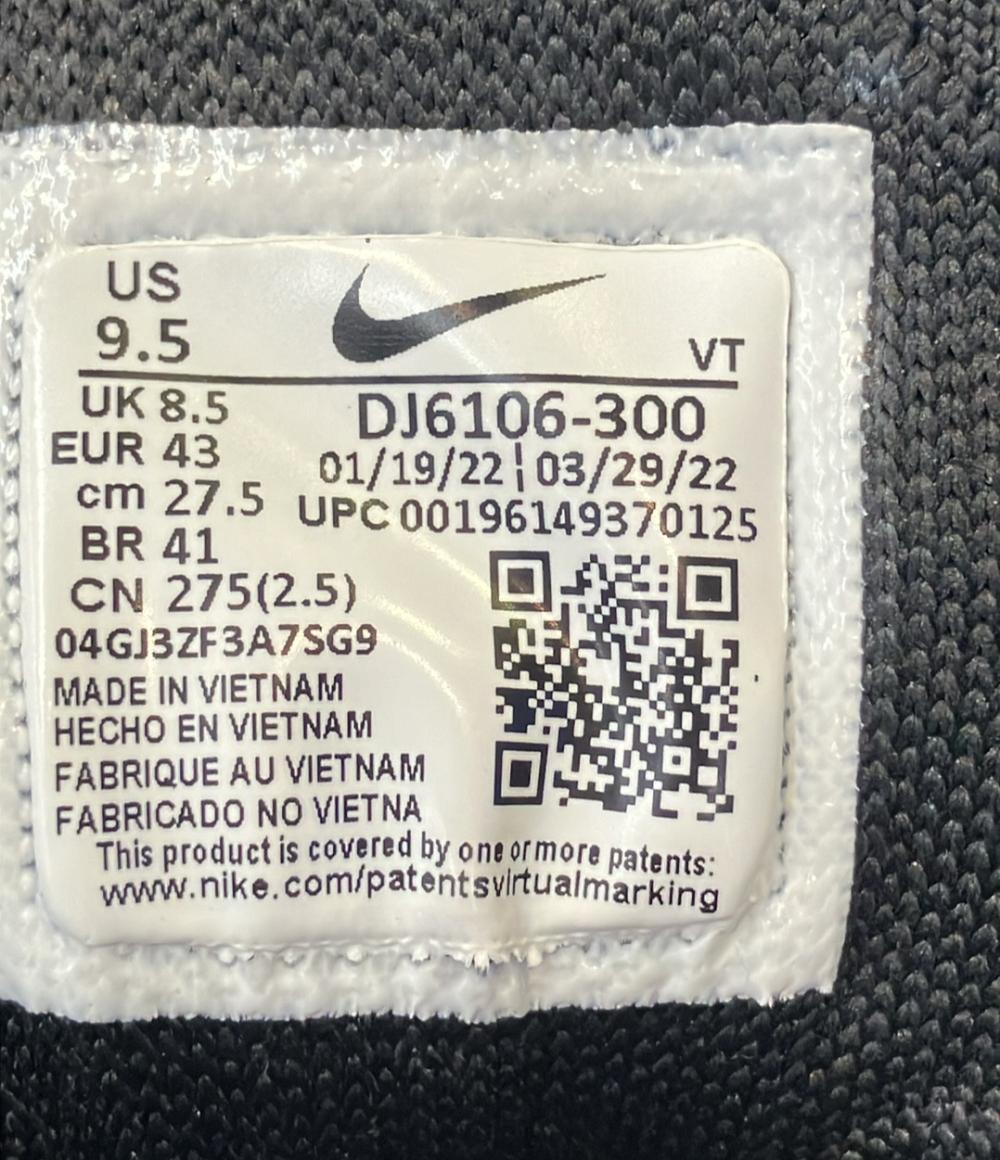 US
9.5
VT
UK 8.5
EUR 43
cm 27.5
BR 41
CN 275(2.5)
DJ6106-300
01/19/22 ¦ 03/29/22
UPC 00196149370125
04GJ3ZF3A7SG9
MADE IN VIETNAM
HECHO EN VIETNAM
FABRIQUE AU VIETNAM
FABRICADO NO VIETNA
This product is covered by one or more patents:
www.nike.com/patentsvirtualmarking